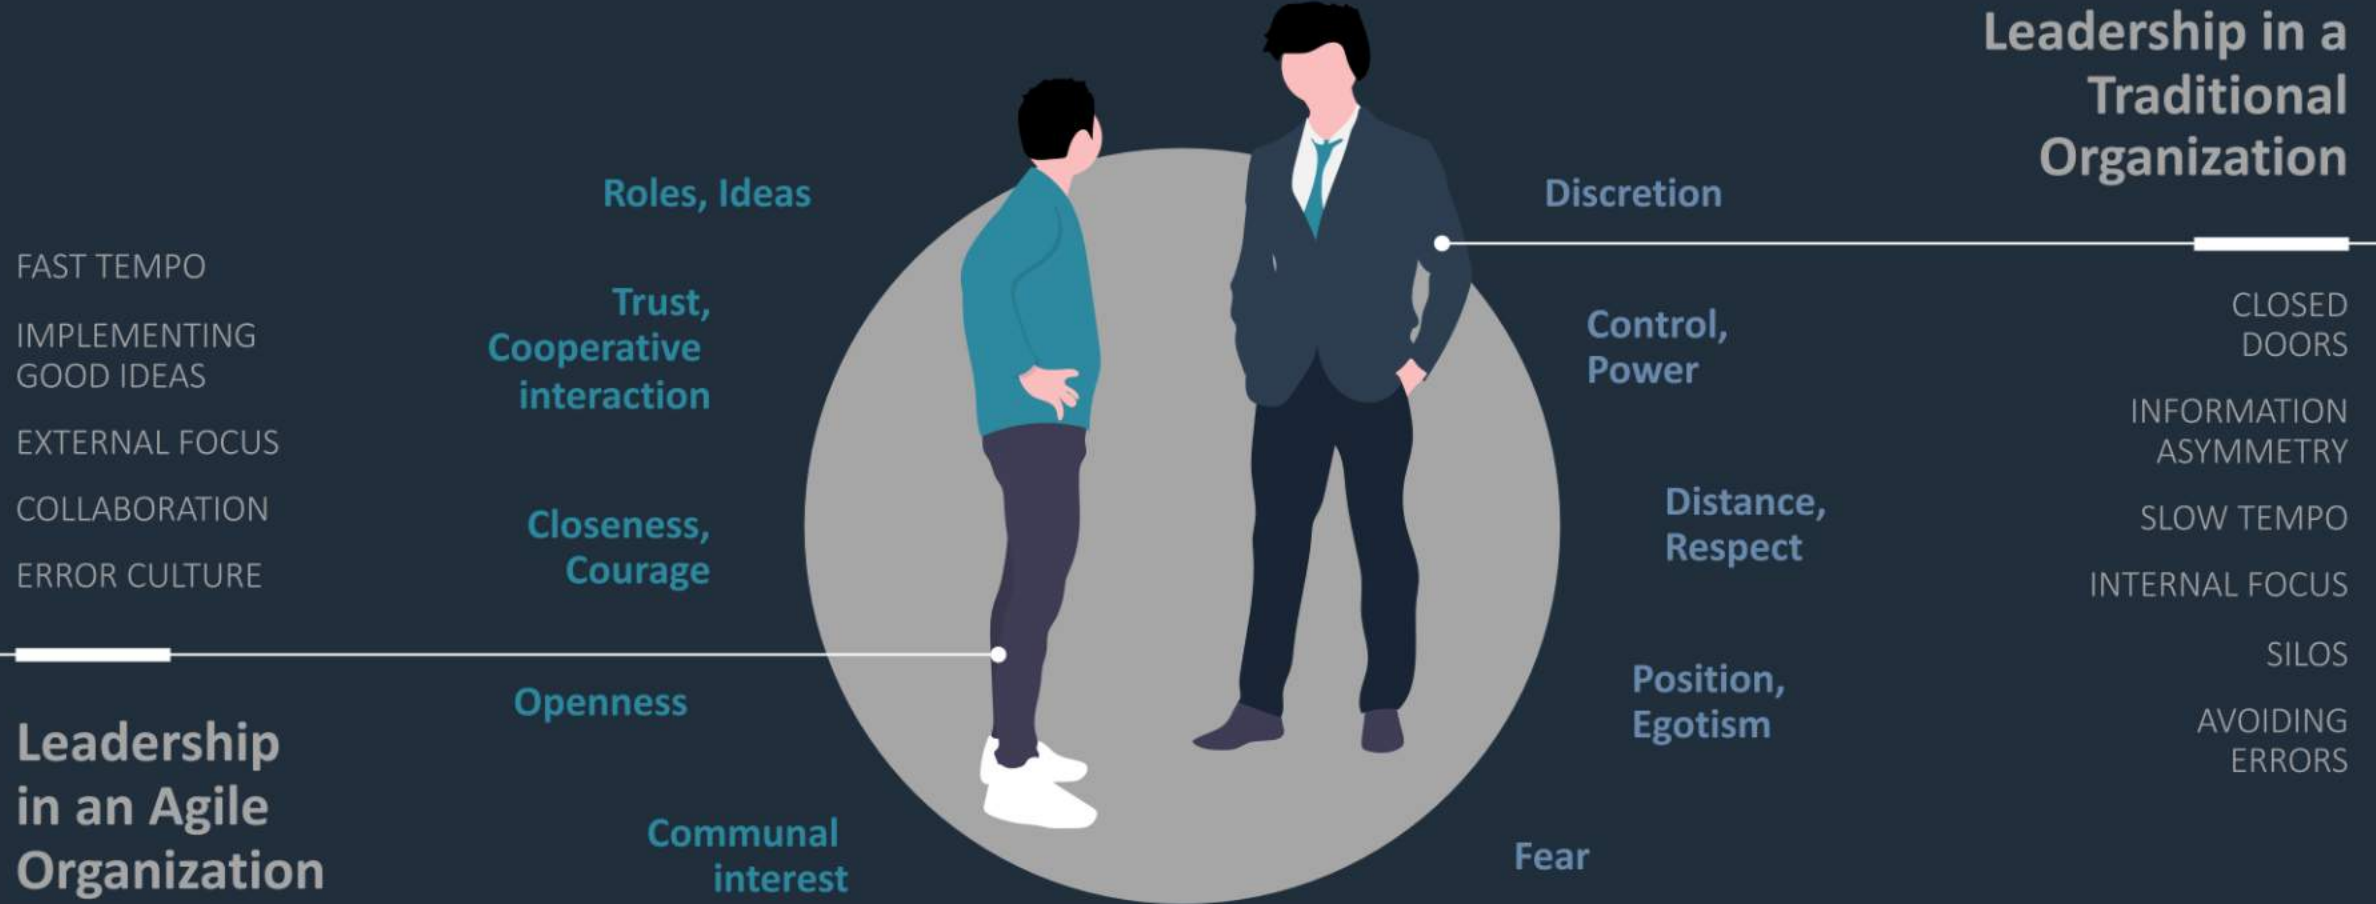 Leadership in a
Traditional
Organization
Roles, Ideas
Discretion
FAST TEMPO
IMPLEMENTING
GOOD IDEAS
EXTERNAL FOCUS
COLLABORATION
ERROR CULTURE
Trust,
Cooperative
interaction
Closeness,
Courage
Openness
Communal
interest
Leadership
in an Agile
Organization
Control,
Power
Distance,
Respect
Position,
Egotism
Fear
CLOSED
DOORS
INFORMATION
ASYMMETRY
SLOW TEMPO
INTERNAL FOCUS
SILOS
AVOIDING
ERRORS